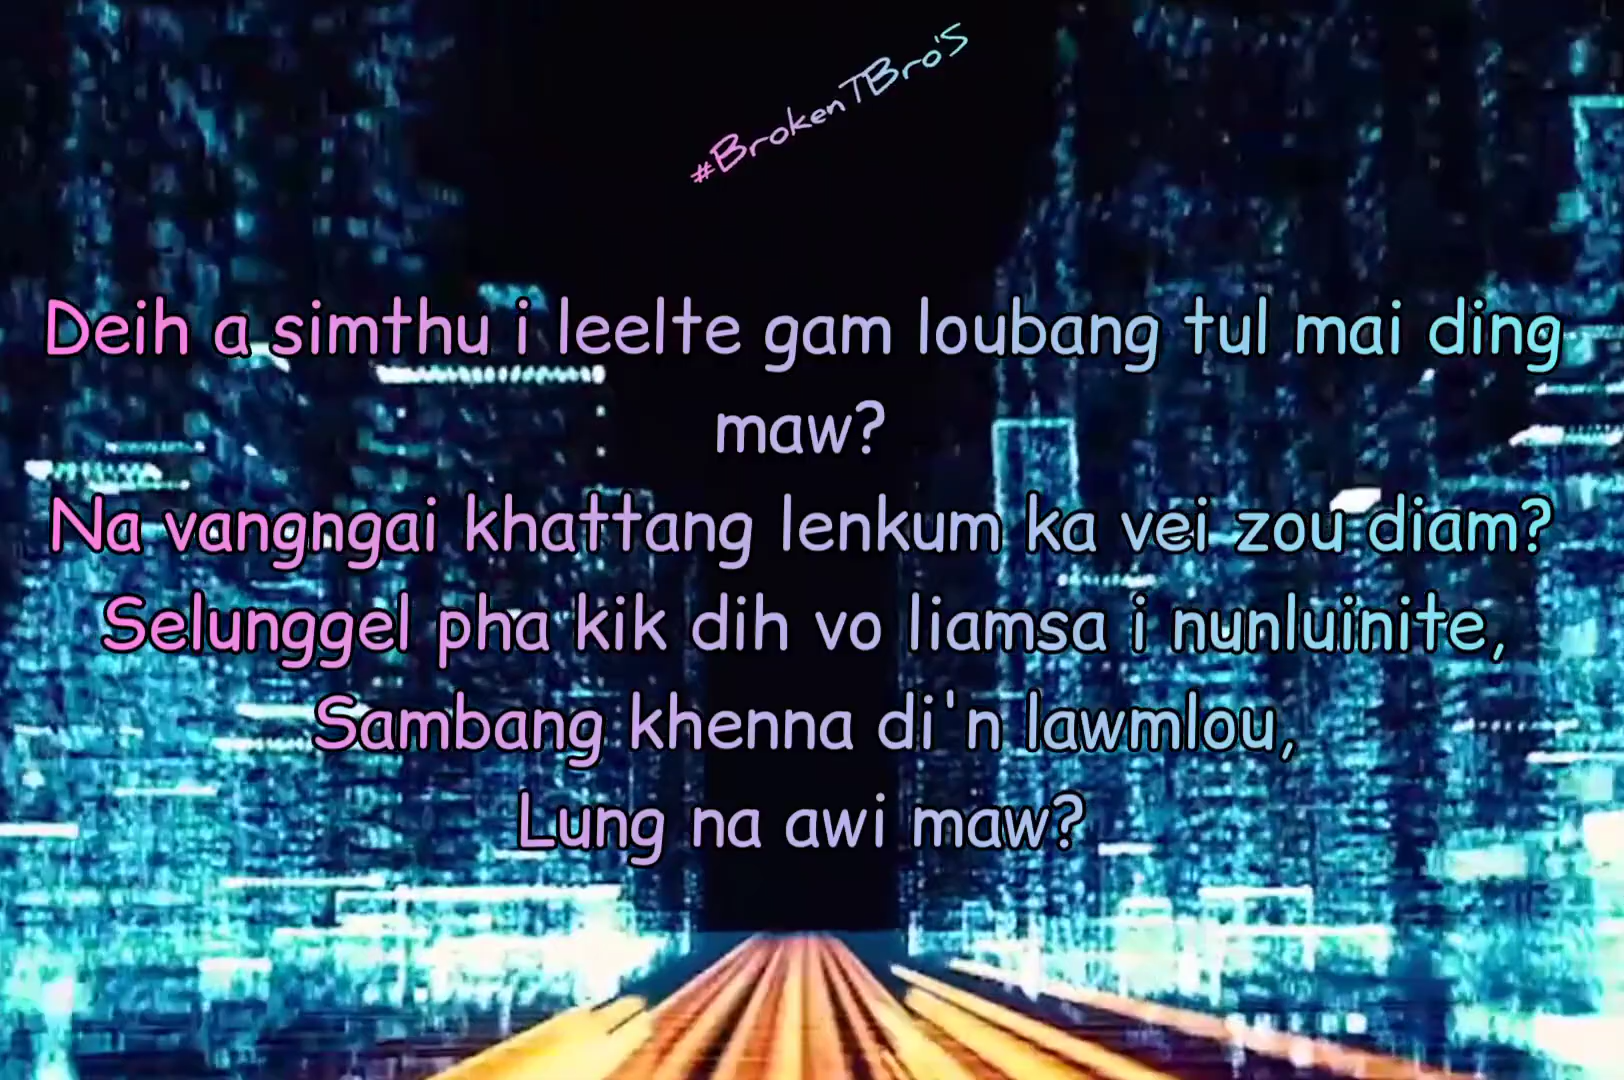 #BrokenTBro'S
Deih a simthu i leelte gam loubang tul mai ding
maw?
Na vangngai khattang lenkum ka vei zou diam?
Selunggel pha kik dih vo liamsa i nunluinite,
Sambang khenna di'n lawmlou,
Lung na awi maw?